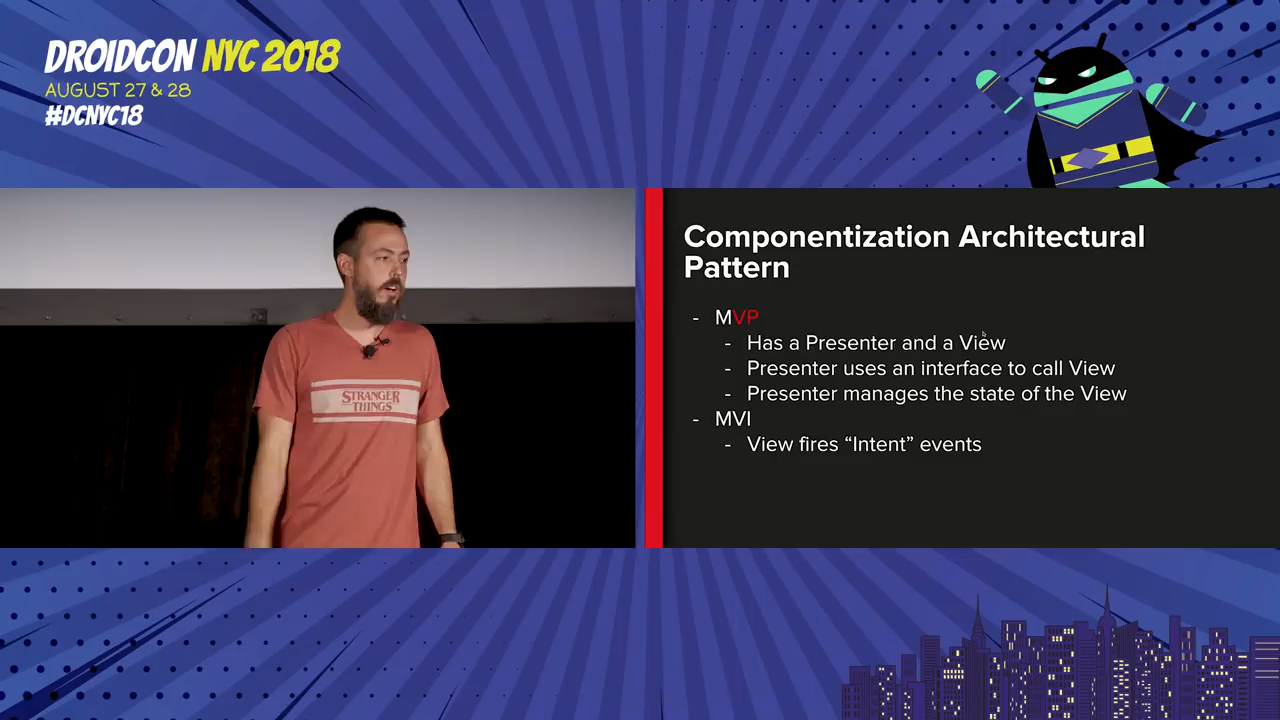 DROIDCON NYC 2018
AUGUST 27 & 28
#DCNYC18
STRANGER
THINGS
Componentization Architectural
Pattern
- MVP
- Has a Presenter and a View
- Presenter uses an interface to call View
- Presenter manages the state of the View
- MVI
- View fires “Intent” events